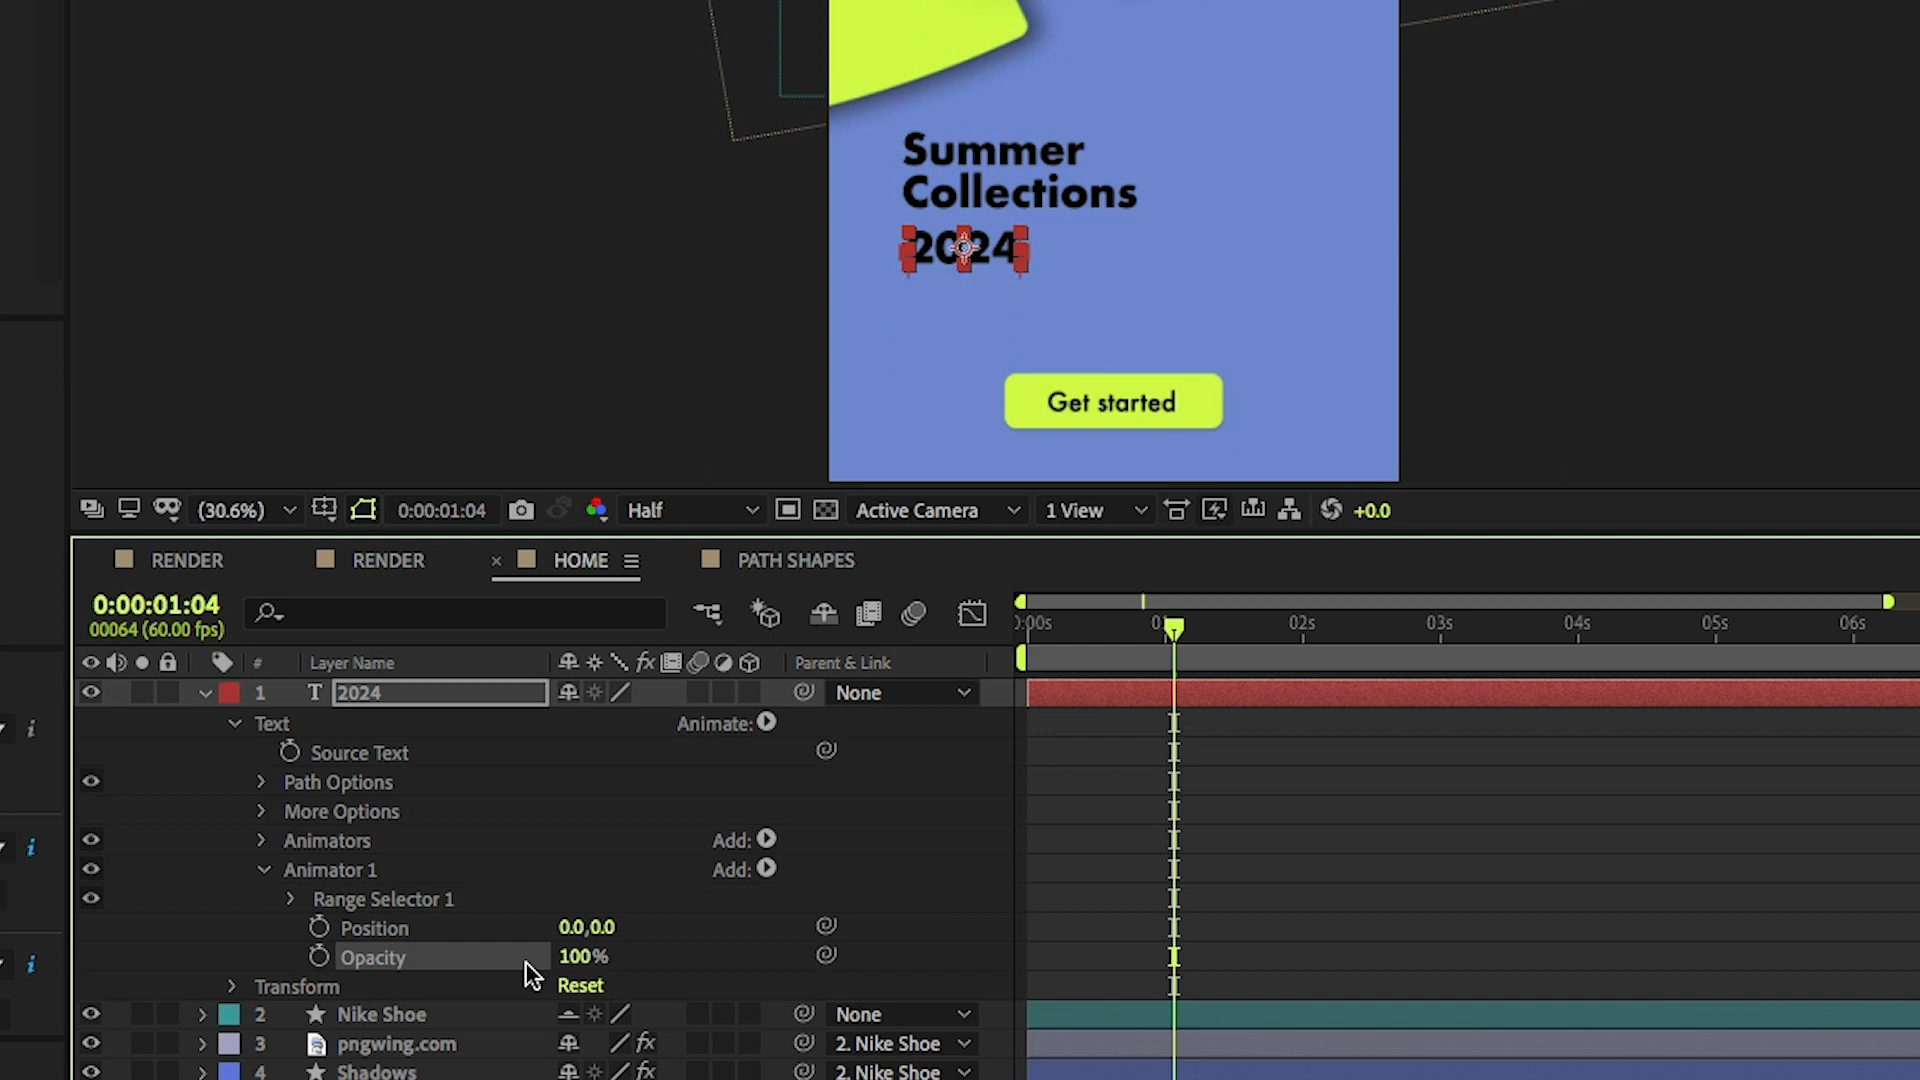 Summer
Collections
2024
Get started
(30.6%) 0:00:01:04 Half Active Camera 1 View +0.0
RENDER RENDER × HOME PATH SHAPES
0:00:01:04
00064 (60.00 fps)
:00s 01s 02s 03s 04s 05s 06s
# Layer Name fx Parent & Link
1 T 2024 None
Text Animate:
Source Text
Path Options
More Options
Animators Add:
Animator 1 Add:
Range Selector 1
Position 0.0,0.0
Opacity 100%
Transform Reset
2 Nike Shoe None
3 pngwing.com fx 2. Nike Shoe
4 Shadows fx 2. Nike Shoe